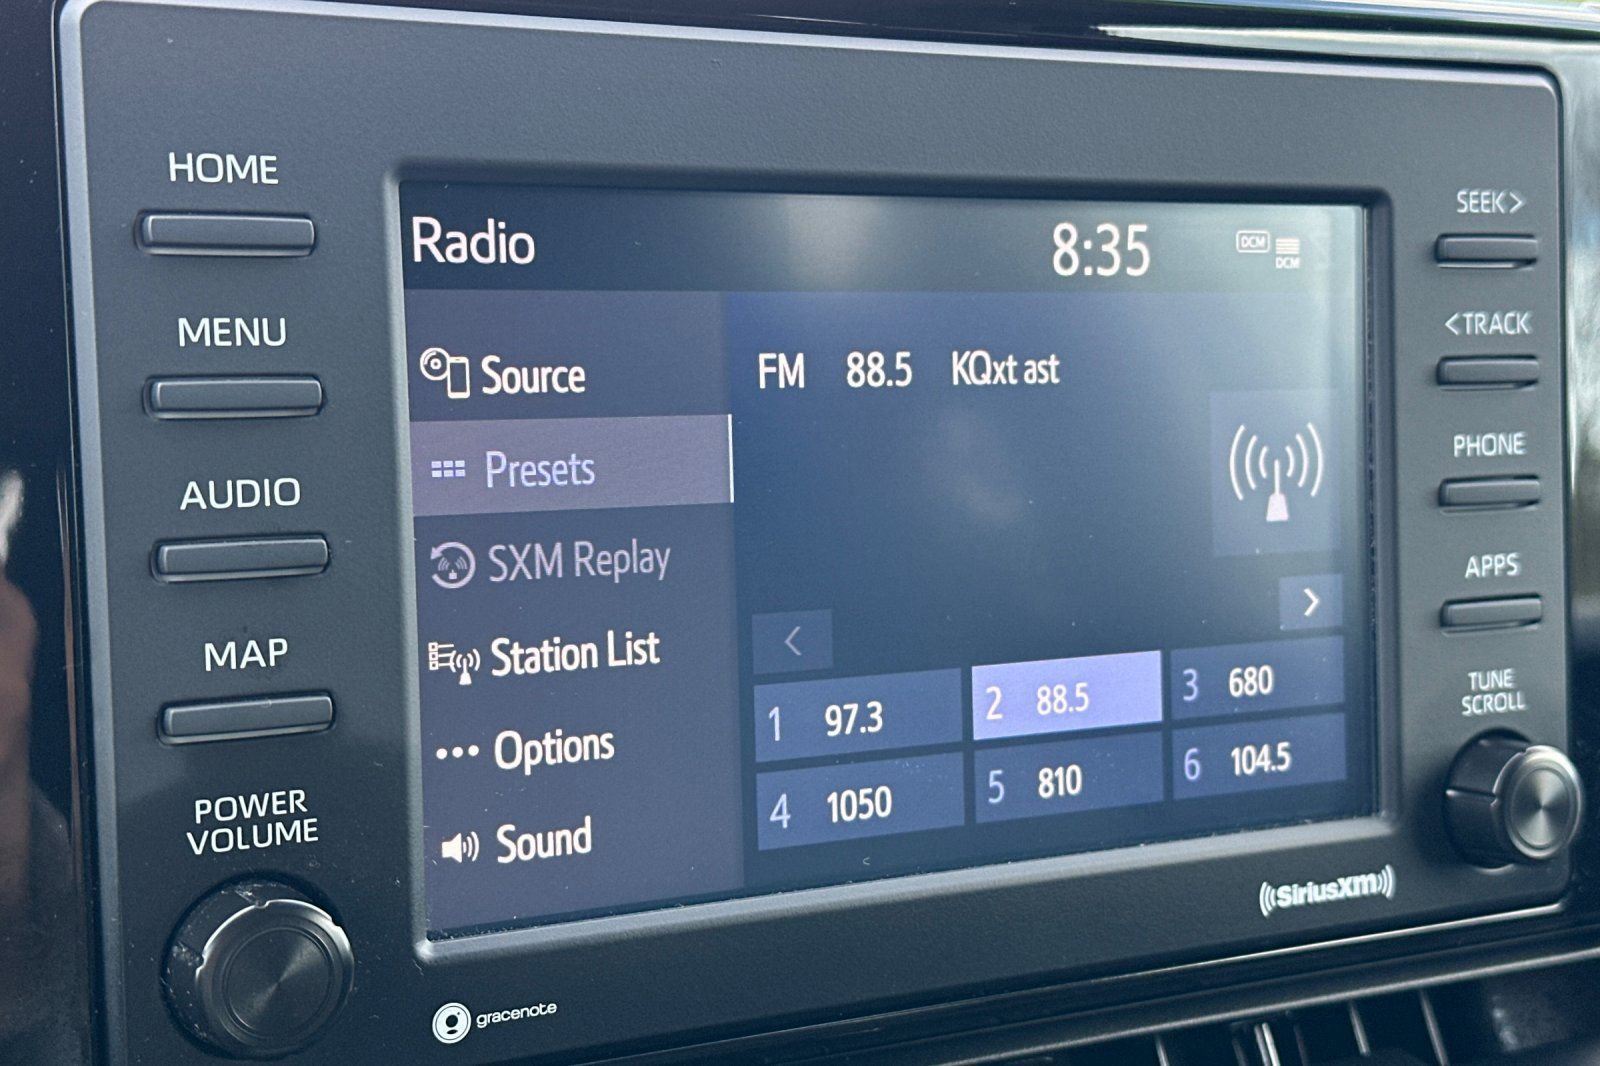 HOME
MENU
AUDIO
MAP
POWER
VOLUME
Radio
8:35
DCM
DCM
Source
Presets
SXM Replay
Station List
Options
Sound
FM 88.5 KQxt ast
1 97.3
2 88.5
3 680
4 1050
5 810
6 104.5
SEEK>
<TRACK
PHONE
APPS
TUNE
SCROLL
((SiriusXM))
gracenote